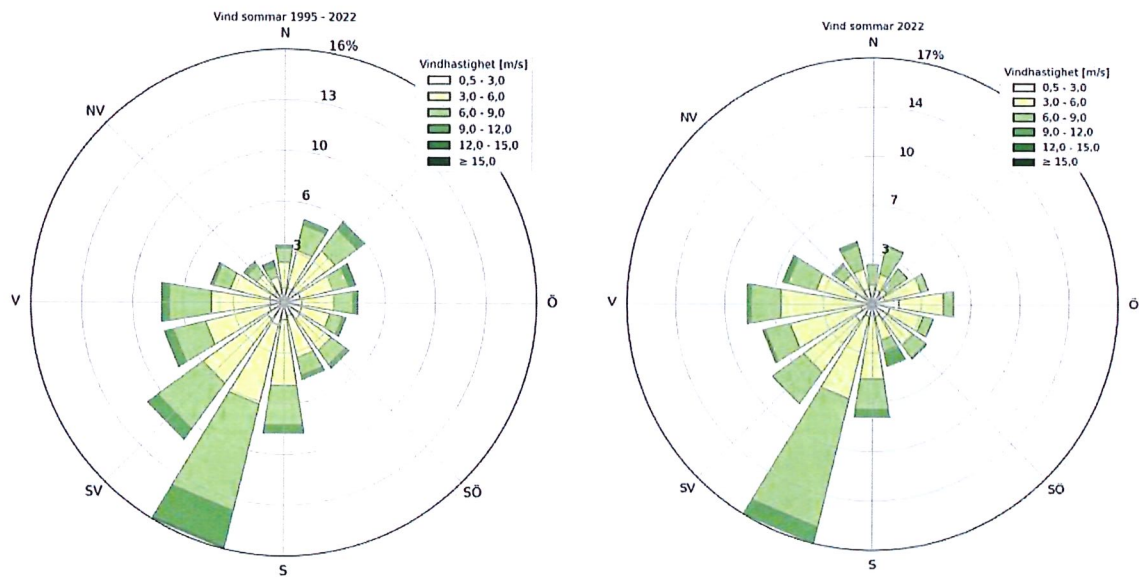 Vind sommar 1995 - 2022
N
16%
13
10
6
3
NV
V
SV
S
SÖ
Ö
Vindhastighet [m/s]
0,5 - 3,0
3,0 - 6,0
6,0 - 9,0
9,0 - 12,0
12,0 - 15,0
≥ 15,0
Vind sommar 2022
N
17%
14
10
7
3
NV
V
SV
S
SÖ
Ö
Vindhastighet [m/s]
0,5 - 3,0
3,0 - 6,0
6,0 - 9,0
9,0 - 12,0
12,0 - 15,0
≥ 15,0